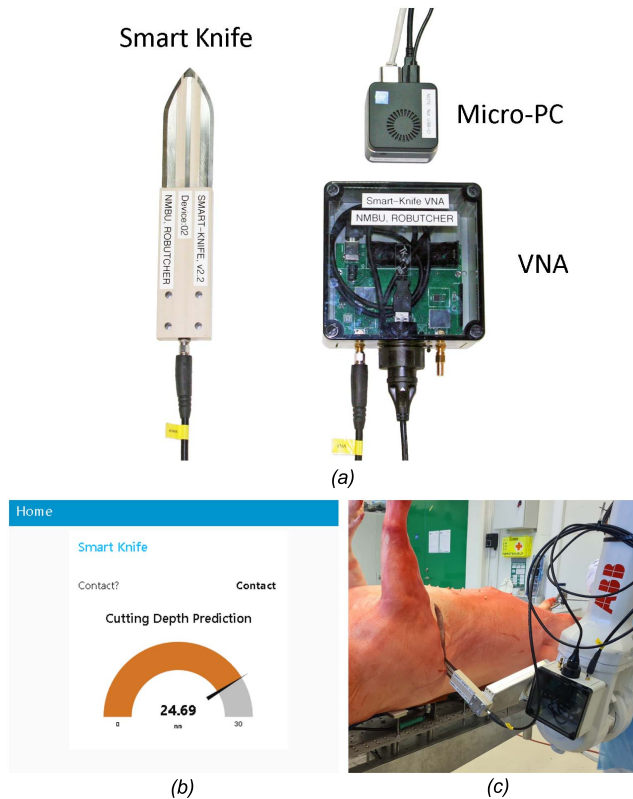 Smart Knife
Micro-PC
SMART-KNIFE, v2.2
Device:02
NMBU, ROBUTCHER
Smart-Knife VNA
NMBU, ROBUTCHER
VNA
VNA
(a)
Home
Smart Knife
Contact?
Contact
Cutting Depth Prediction
24.69
0
30
(b)
ABB
(c)